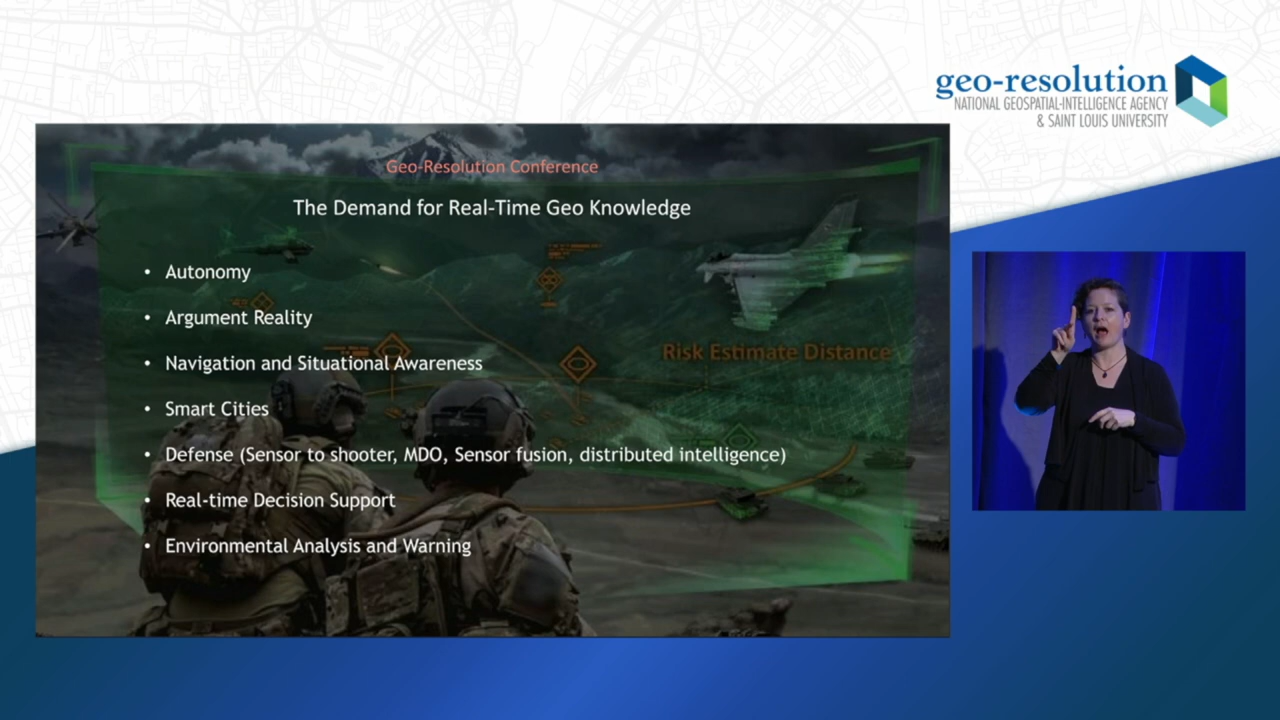 geo-resolution
NATIONAL GEOSPATIAL-INTELLIGENCE AGENCY
& SAINT LOUIS UNIVERSITY
Geo-Resolution Conference
The Demand for Real-Time Geo Knowledge
• Autonomy
• Argument Reality
• Navigation and Situational Awareness
• Smart Cities
• Defense (Sensor to shooter, MDO, Sensor fusion, distributed intelligence)
• Real-time Decision Support
• Environmental Analysis and Warning
Risk Estimate Distance